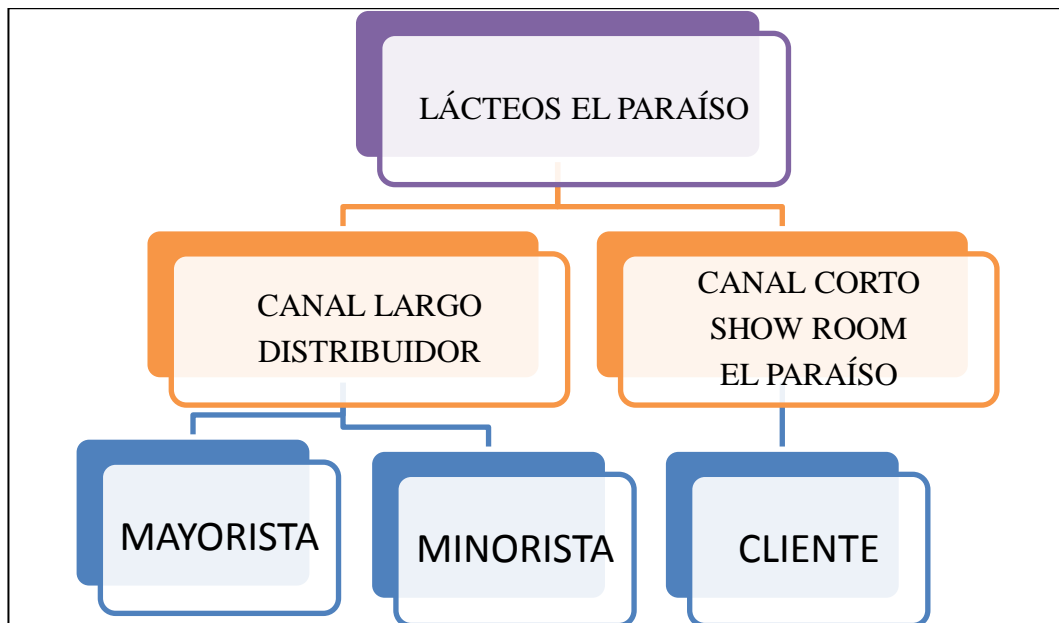 LÁCTEOS EL PARAÍSO
CANAL LARGO
DISTRIBUIDOR
CANAL CORTO
SHOW ROOM
EL PARAÍSO
MAYORISTA
MINORISTA
CLIENTE